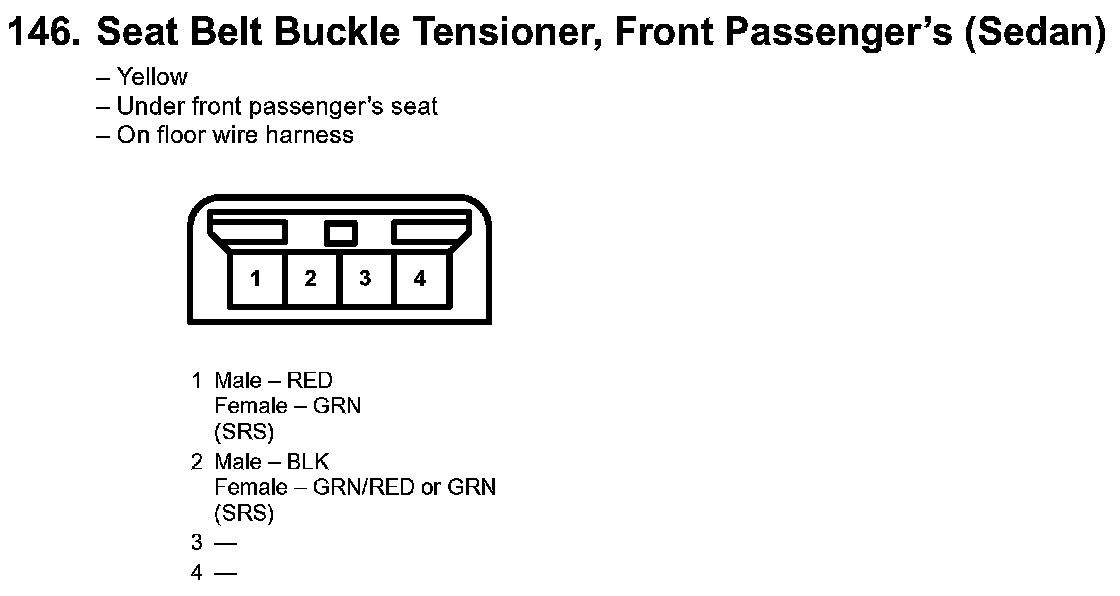 146. Seat Belt Buckle Tensioner, Front Passenger’s (Sedan)
– Yellow
– Under front passenger’s seat
– On floor wire harness
1 2 3 4
1 Male – RED
Female – GRN
(SRS)
2 Male – BLK
Female – GRN/RED or GRN
(SRS)
3 —
4 —